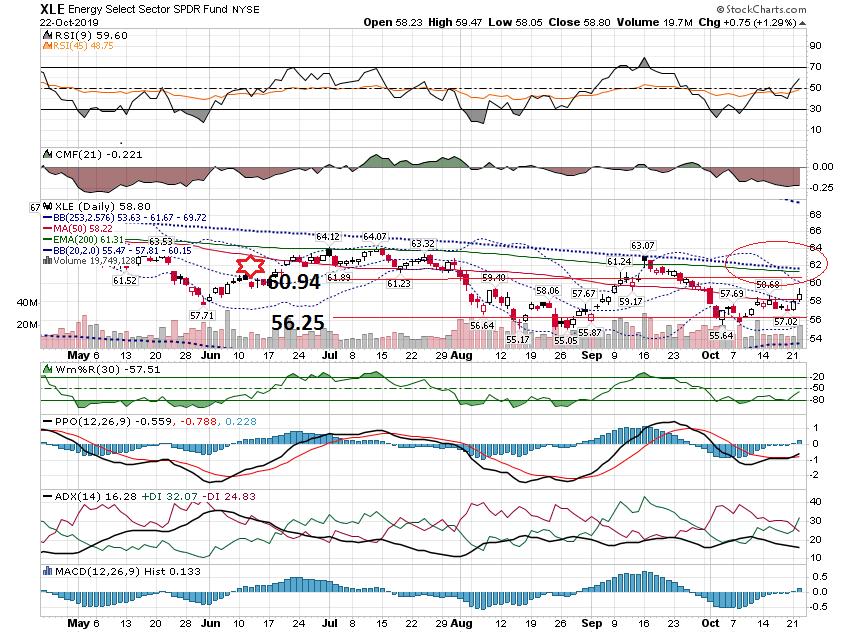 XLE Energy Select Sector SPDR Fund NYSE
© StockCharts.com
22-Oct-2019
Open 58.23 High 59.47 Low 58.05 Close 58.80 Volume 19.7M Chg +0.75 (+1.29%)
RSI(9) 59.60
RSI(45) 48.75
90
70
50
30
10
CMF(21) -0.221
0.00
-0.25
67
XLE (Daily) 58.80
BB(253,2.576) 53.63 - 61.67 - 69.72
MA(50) 58.22
EMA(200) 61.31
BB(20,2.0) 55.47 - 57.81 - 60.15
Volume 19,749,128
68
66
64
62
60
58
56
54
40M
20M
63.53
61.52
57.71
64.12
61.89
64.07
61.23
63.32
59.49
56.64
55.17
58.06
55.05
57.67
55.87
61.24
59.17
63.07
57.69
55.64
58.68
57.02
60.94
56.25
May 6 13 20 28 Jun 10 17 24 Jul 8 15 22 29 Aug 12 19 26 Sep 9 16 23 Oct 7 14 21
Wm%R(30) -57.51
-20
-50
-80
PPO(12,26,9) -0.559, -0.788, 0.228
1
0
-1
-2
ADX(14) 16.28 +DI 32.07 -DI 24.83
40
30
20
10
MACD(12,26,9) Hist 0.133
0.5
0.0
-0.5
May 6 13 20 28 Jun 10 17 24 Jul 8 15 22 29 Aug 12 19 26 Sep 9 16 23 Oct 7 14 21